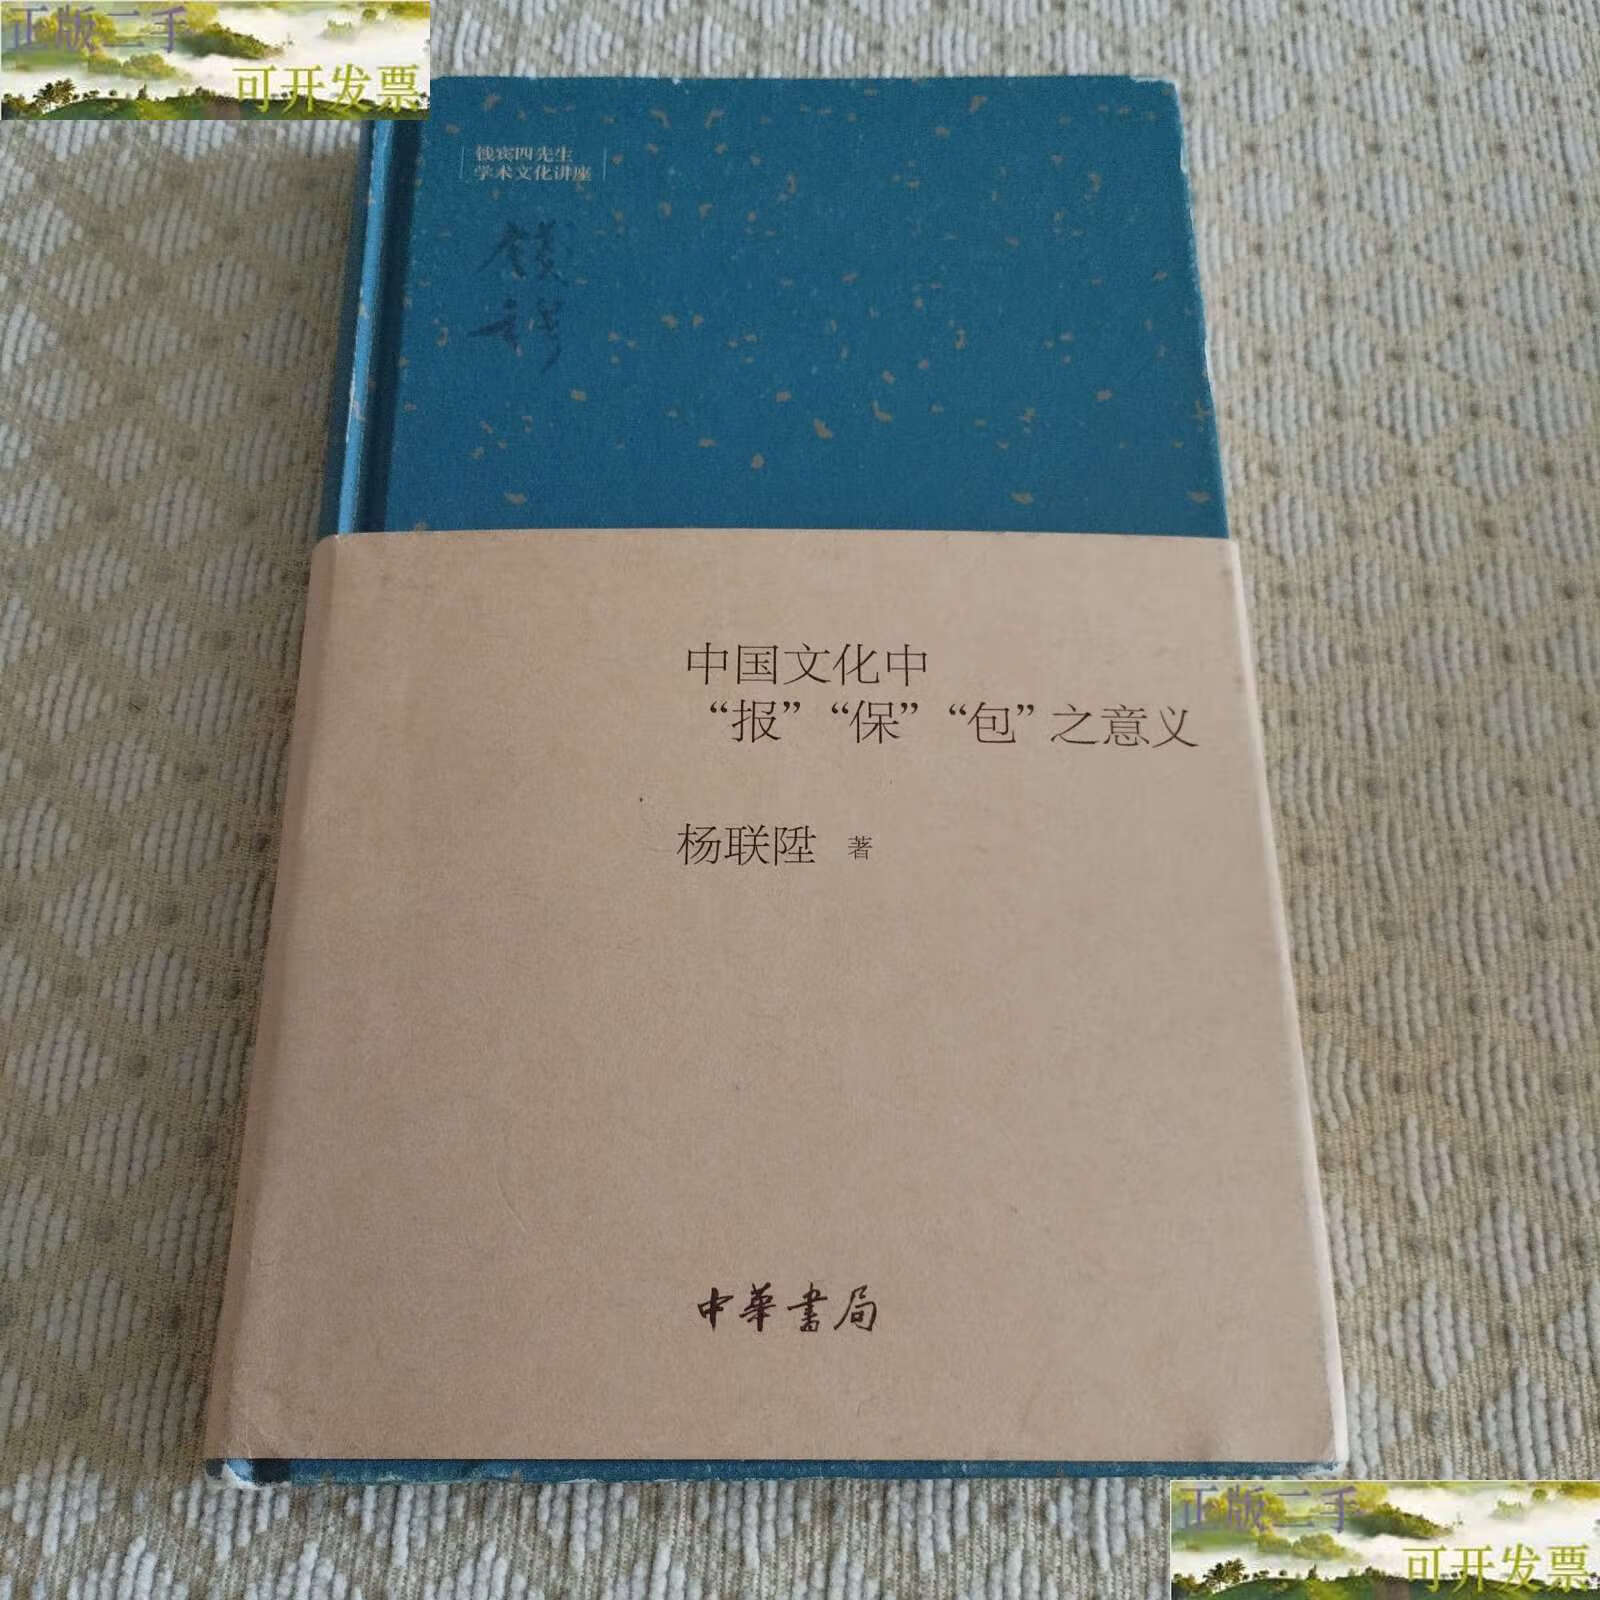 正版二手
可开发票
钱宾四先生
学术文化讲座
錢
穆
中国文化中
“报”“保”“包”之意义
杨联陞 著
中華書局
正版二手
可开发票